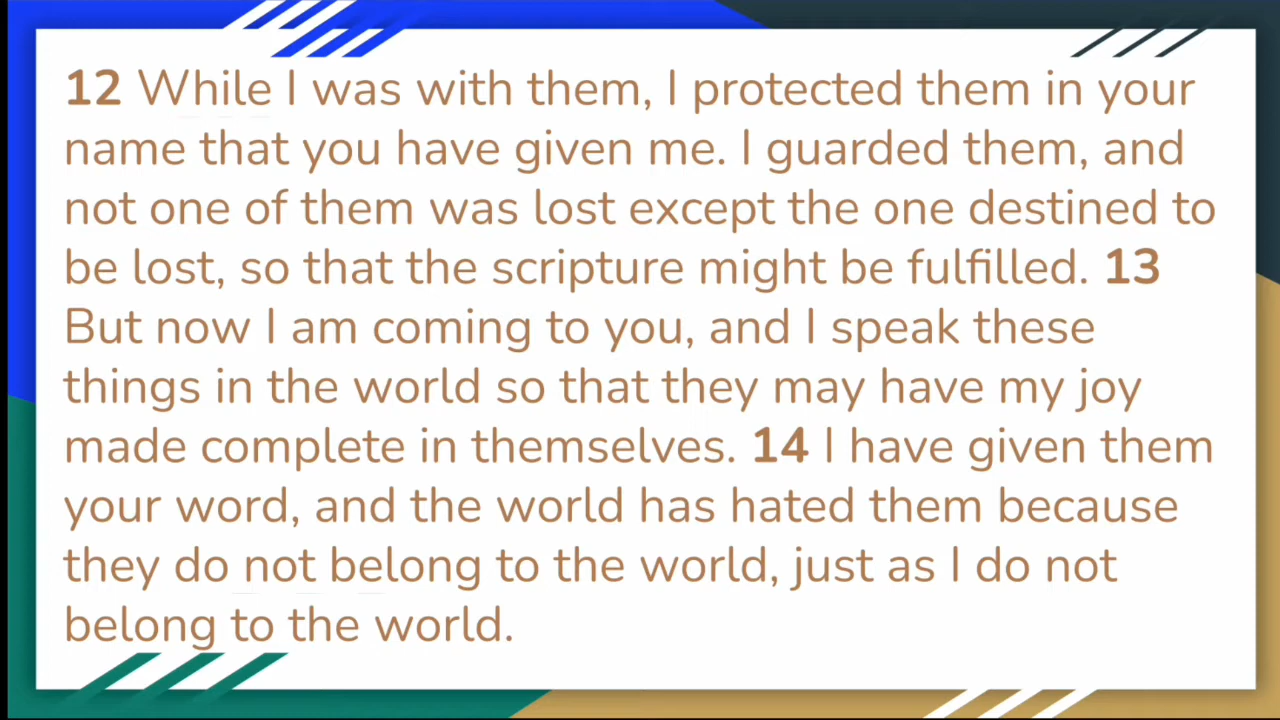 12 While I was with them, I protected them in your
name that you have given me. I guarded them, and
not one of them was lost except the one destined to
be lost, so that the scripture might be fulfilled. 13
But now I am coming to you, and I speak these
things in the world so that they may have my joy
made complete in themselves. 14 I have given them
your word, and the world has hated them because
they do not belong to the world, just as I do not
belong to the world.